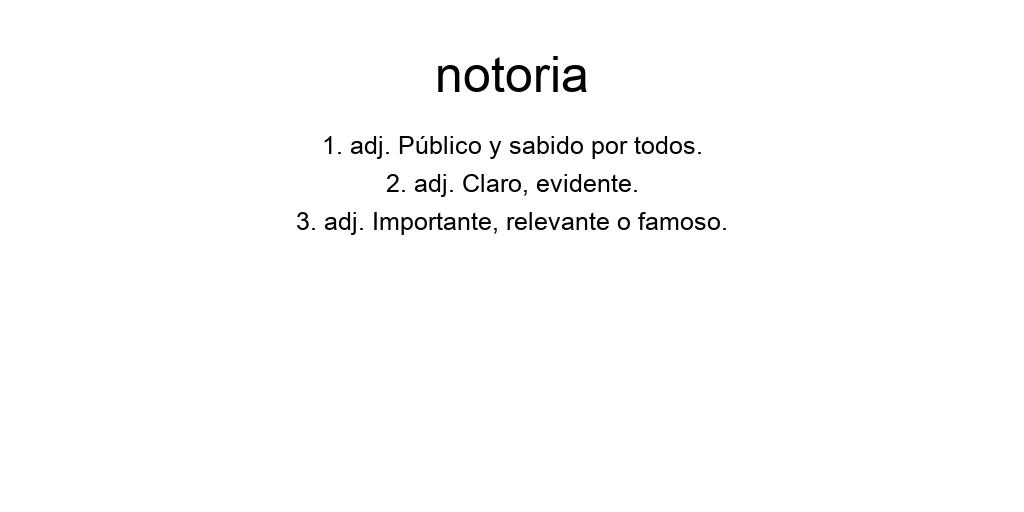 notoria
1. adj. Público y sabido por todos.
2. adj. Claro, evidente.
3. adj. Importante, relevante o famoso.